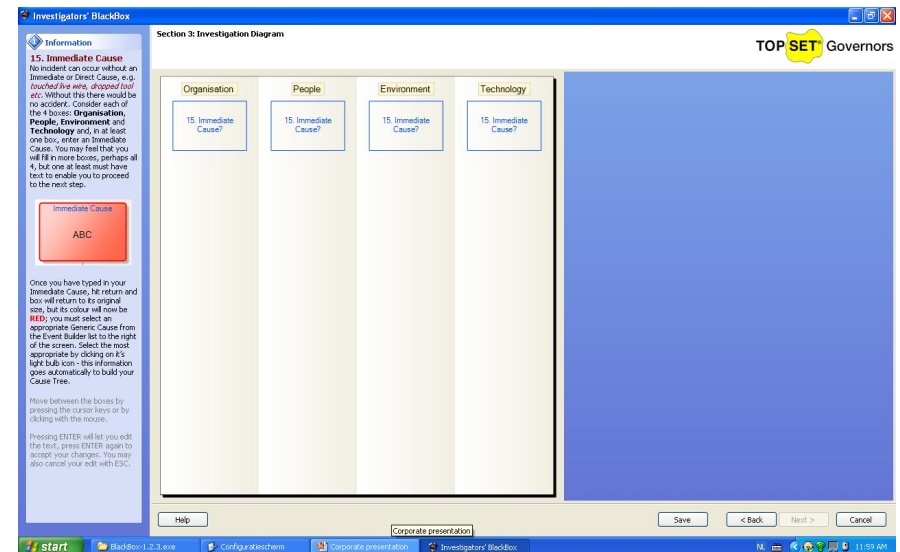 Investigators' BlackBox
Information
15. Immediate Cause
No incident can occur without an
Immediate or Direct Cause, e.g.
touched live wire, dropped tool
etc. Without this there would be
no accident. Consider each of
the 4 boxes: Organisation,
People, Environment and
Technology and, in at least
one box, enter an Immediate
Cause. You may feel that you
will fill in more boxes, perhaps all
4, but one at least must have
text to enable you to proceed
to the next step.
Immediate Cause
ABC
Once you have typed in your
Immediate Cause, hit return and
box will return to its original
size, but its colour will now be
RED; you must select an
appropriate Generic Cause from
the Event Builder list to the right
of the screen. Select the most
appropriate by clicking on it's
light bulb icon - this information
goes automatically to build your
Cause Tree.
Move between the boxes by
pressing the cursor keys or by
clicking with the mouse.
Pressing ENTER will let you edit
the text, press ENTER again to
accept your changes. You may
also cancel your edit with ESC.
Section 3: Investigation Diagram
TOP SET® Governors
Organisation People Environment Technology
15. Immediate Cause?
15. Immediate Cause?
15. Immediate Cause?
15. Immediate Cause?
Help Save < Back Next > Cancel
Corporate presentation
start BlackBox-1.2.3.exe Configuratiescherm Corporate presentation Investigators' BlackBox NL 11:59 AM